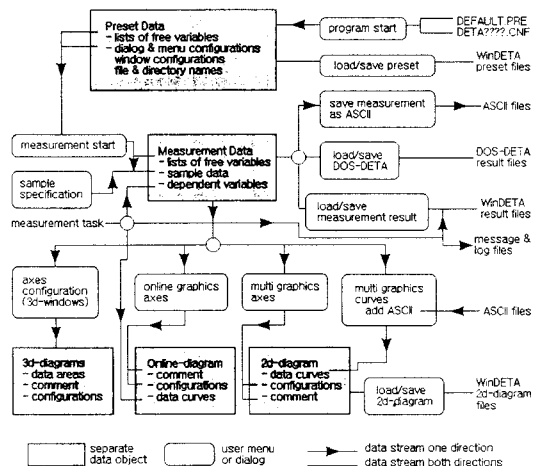 Preset Data
- lists of free variables
- dialog & menu configurations
window configurations
file & directory names
program start
DEFAULT.PRE
DETA????.CNF
load/save preset
WinDETA
preset files
save measurement
as ASCII
ASCII files
measurement start
Measurement Data
- lists of free variables
- sample data
- dependent variables
load/save
DOS-DETA
DOS-DETA
result files
sample
specification
load/save
measurement result
WinDETA
result files
measurement task
message &
log files
axes
configuration
(3d-windows)
online graphics
axes
multi graphics
axes
multi graphics
curves
add ASCII
ASCII files
3d-diagrams
- data areas
- comment
- configurations
Online-diagram
- comment
- configurations
- data curves
2d-diagram
- data curves
- configurations
- comment
load/save
2d-diagram
WinDETA
2d-diagram
files
separate
data object
user menu
or dialog
data stream one direction
data stream both directions